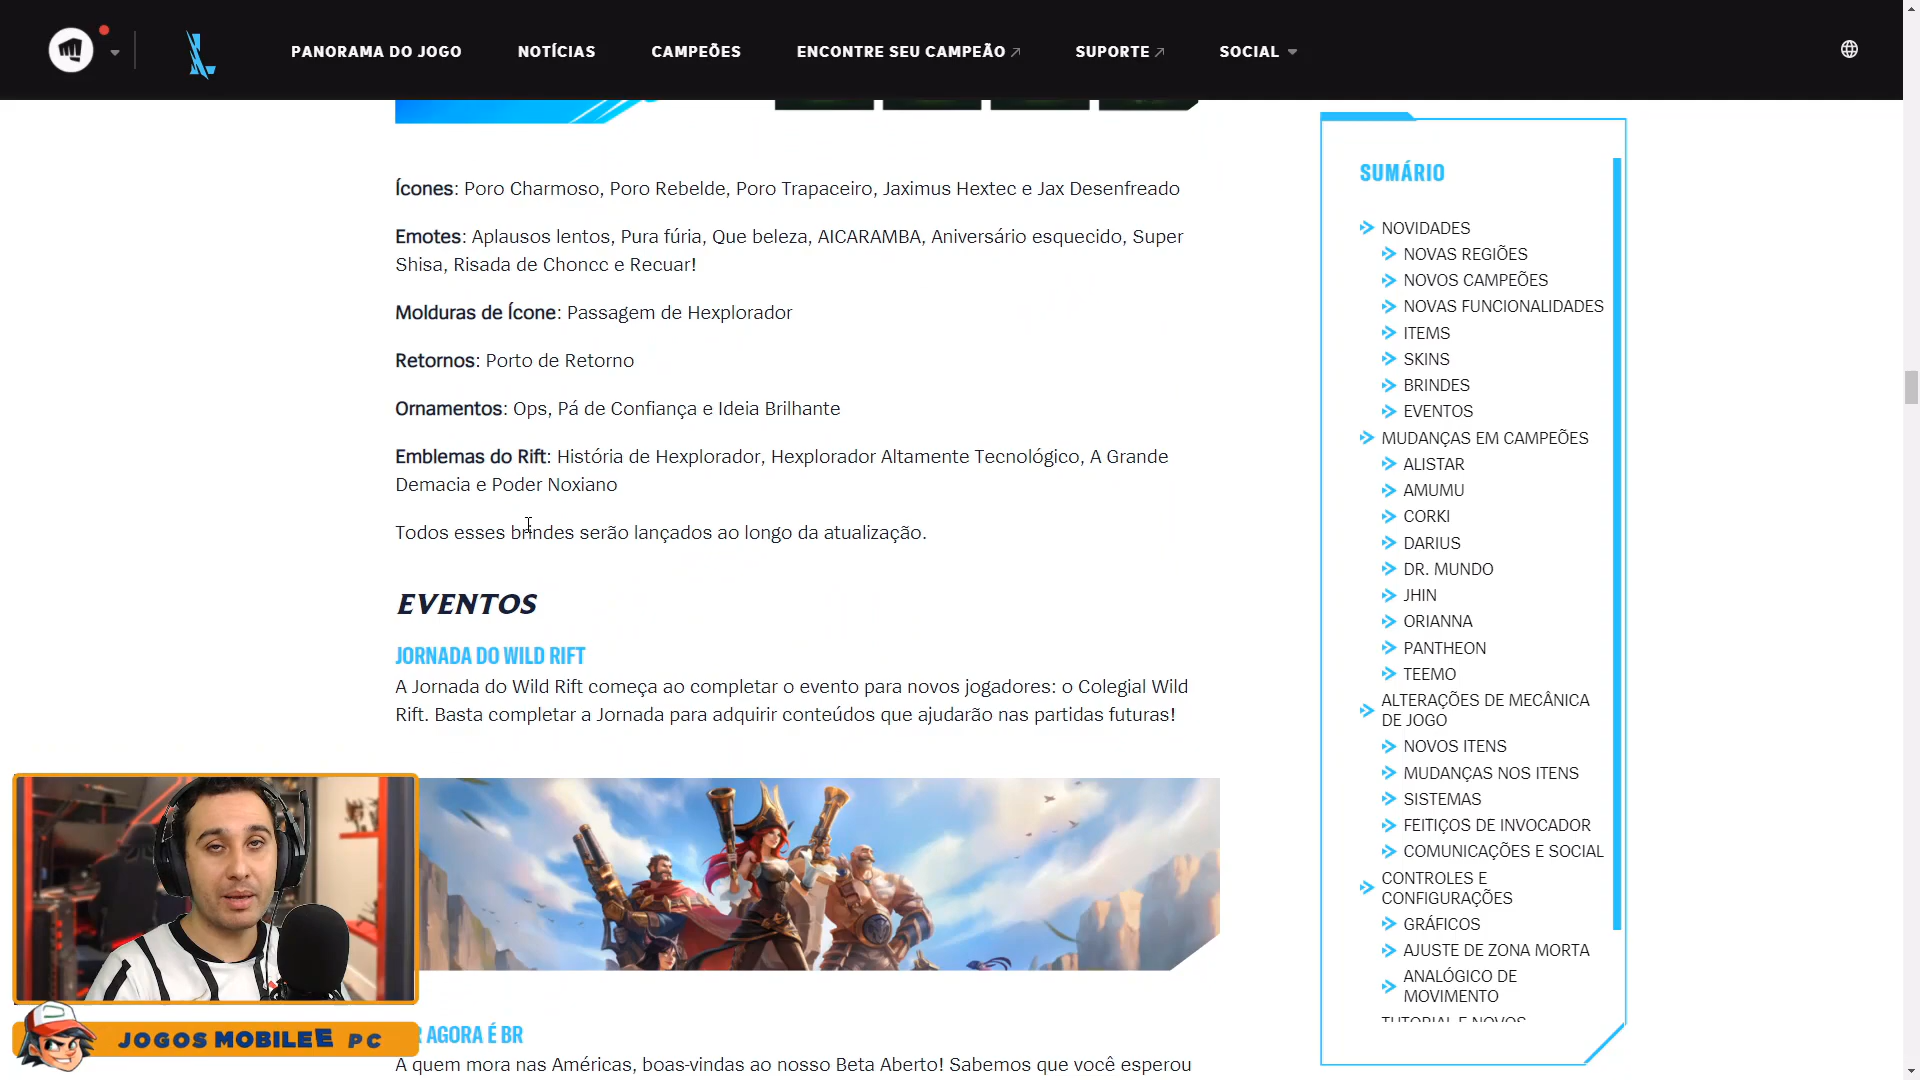 PANORAMA DO JOGO NOTÍCIAS CAMPEÕES ENCONTRE SEU CAMPEÃO SUPORTE SOCIAL
Ícones: Poro Charmoso, Poro Rebelde, Poro Trapaceiro, Jaximus Hextec e Jax Desenfreado
Emotes: Aplausos lentos, Pura fúria, Que beleza, AICARAMBA, Aniversário esquecido, Super
Shisa, Risada de Choncc e Recuar!
Molduras de Ícone: Passagem de Hexplorador
Retornos: Porto de Retorno
Ornamentos: Ops, Pá de Confiança e Ideia Brilhante
Emblemas do Rift: História de Hexplorador, Hexplorador Altamente Tecnológico, A Grande
Demacia e Poder Noxiano
Todos esses brindes serão lançados ao longo da atualização.
EVENTOS
JORNADA DO WILD RIFT
A Jornada do Wild Rift começa ao completar o evento para novos jogadores: o Colegial Wild
Rift. Basta completar a Jornada para adquirir conteúdos que ajudarão nas partidas futuras!
AGORA É BR
A quem mora nas Américas, boas-vindas ao nosso Beta Aberto! Sabemos que você esperou
JOGOS MOBILEE PC
SUMÁRIO
NOVIDADES
NOVAS REGIÕES
NOVOS CAMPEÕES
NOVAS FUNCIONALIDADES
ITEMS
SKINS
BRINDES
EVENTOS
MUDANÇAS EM CAMPEÕES
ALISTAR
AMUMU
CORKI
DARIUS
DR. MUNDO
JHIN
ORIANNA
PANTHEON
TEEMO
ALTERAÇÕES DE MECÂNICA
DE JOGO
NOVOS ITENS
MUDANÇAS NOS ITENS
SISTEMAS
FEITIÇOS DE INVOCADOR
COMUNICAÇÕES E SOCIAL
CONTROLES E
CONFIGURAÇÕES
GRÁFICOS
AJUSTE DE ZONA MORTA
ANALÓGICO DE
MOVIMENTO
TUTORIAL E NOVOS